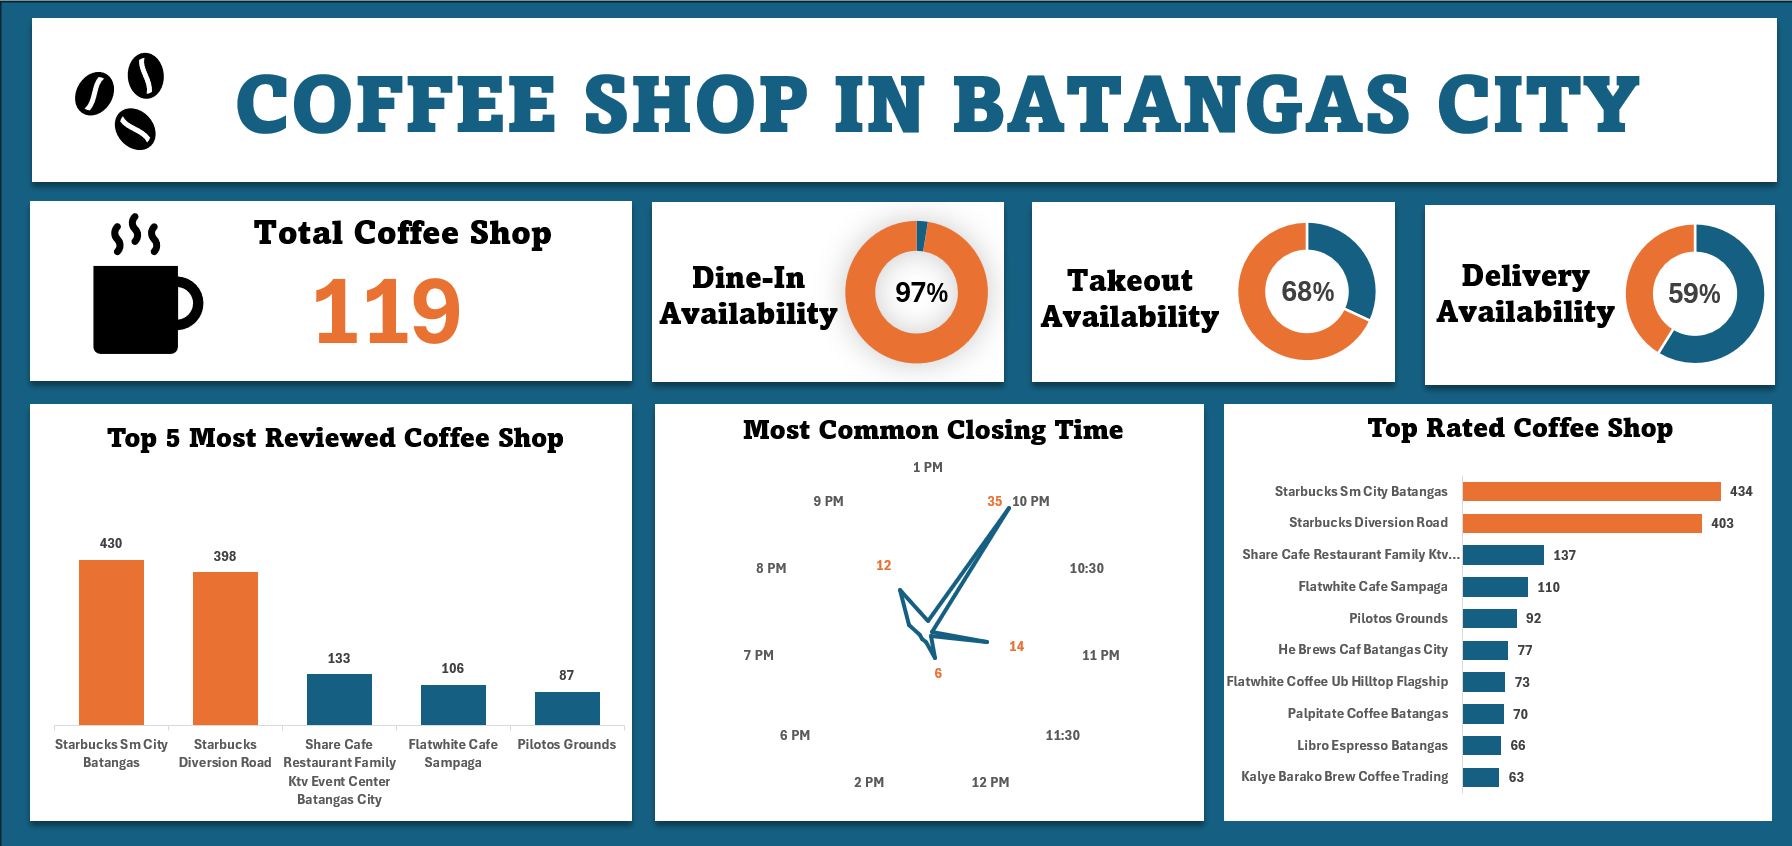 COFFEE SHOP IN BATANGAS CITY
Total Coffee Shop
119
Dine-In
Availability
97%
Takeout
Availability
68%
Delivery
Availability
59%
Top 5 Most Reviewed Coffee Shop
430
398
133
106
87
Starbucks Sm City
Batangas
Starbucks
Diversion Road
Share Cafe
Restaurant Family
Ktv Event Center
Batangas City
Flatwhite Cafe
Sampaga
Pilotos Grounds
Most Common Closing Time
1 PM
9 PM
35
10 PM
12
8 PM
10:30
7 PM
14
11 PM
6
6 PM
11:30
2 PM
12 PM
Top Rated Coffee Shop
Starbucks Sm City Batangas 434
Starbucks Diversion Road 403
Share Cafe Restaurant Family Ktv... 137
Flatwhite Cafe Sampaga 110
Pilotos Grounds 92
He Brews Caf Batangas City 77
Flatwhite Coffee Ub Hilltop Flagship 73
Palpitate Coffee Batangas 70
Libro Espresso Batangas 66
Kalye Barako Brew Coffee Trading 63